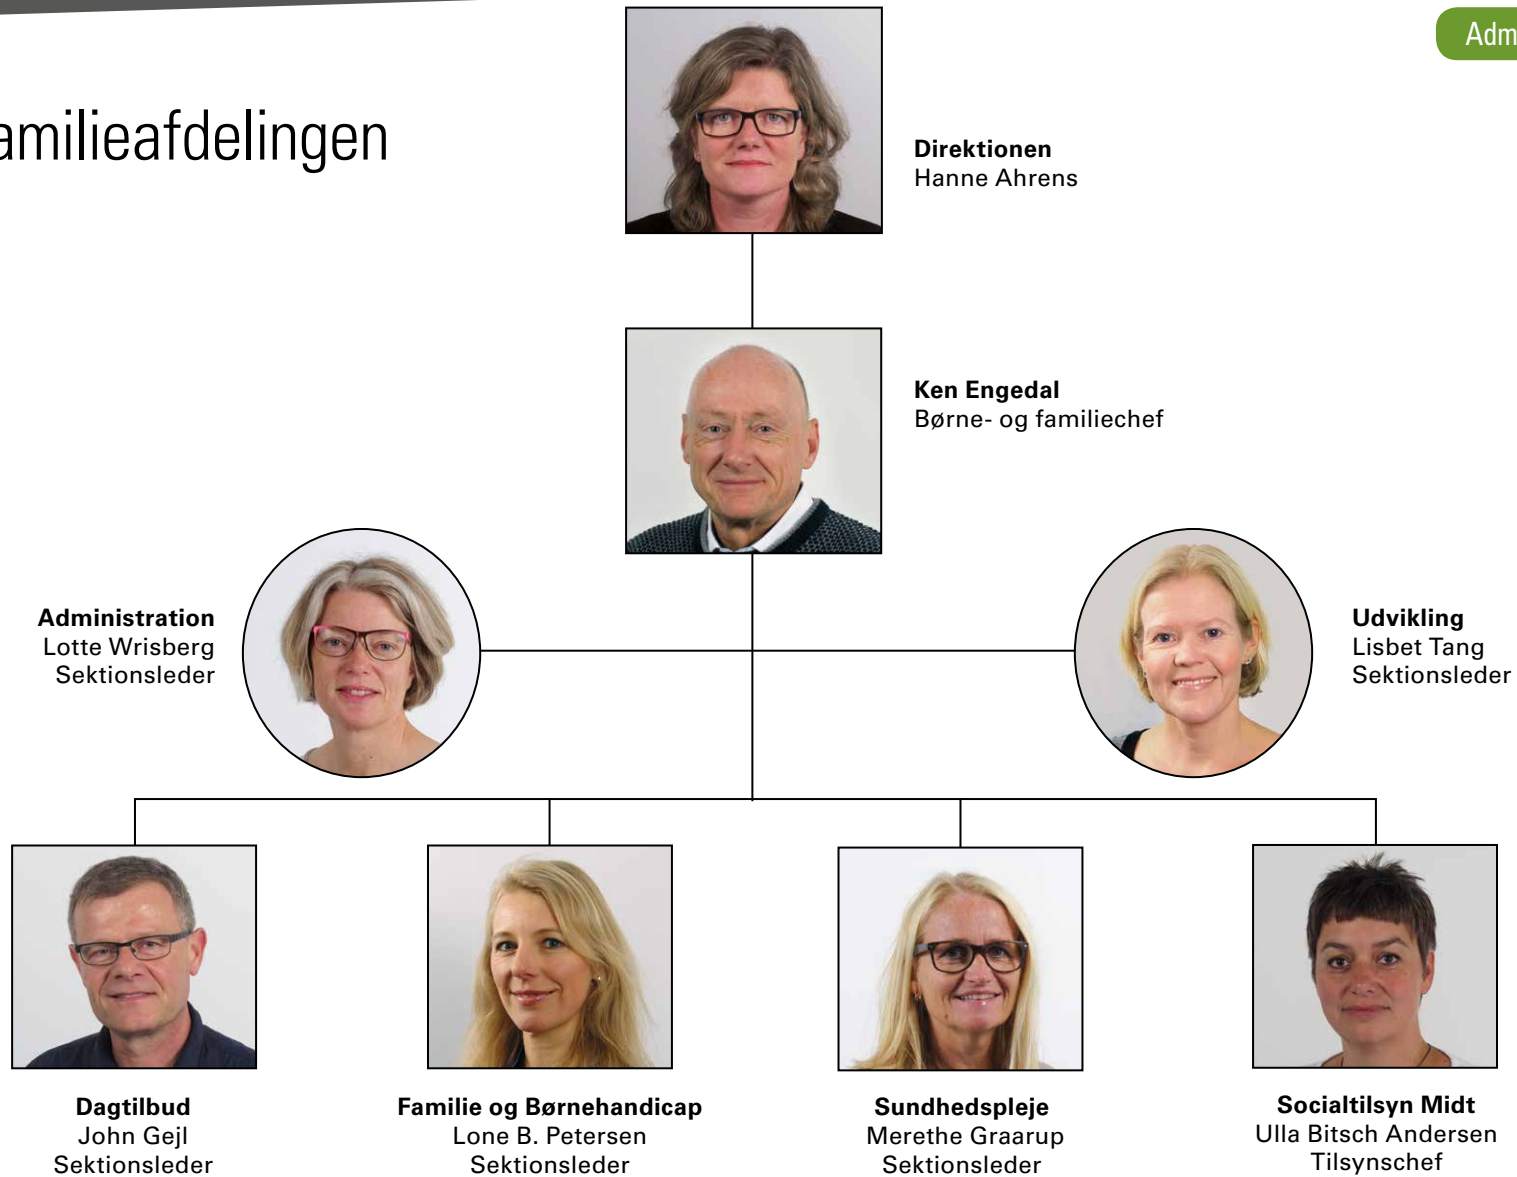 Adm
amilieafdelingen
Direktionen
Hanne Ahrens
Ken Engedal
Børne- og familiechef
Administration
Lotte Wrisberg
Sektionsleder
Udvikling
Lisbet Tang
Sektionsleder
Dagtilbud
John Gejl
Sektionsleder
Familie og Børnehandicap
Lone B. Petersen
Sektionsleder
Sundhedspleje
Merethe Graarup
Sektionsleder
Socialtilsyn Midt
Ulla Bitsch Andersen
Tilsynschef